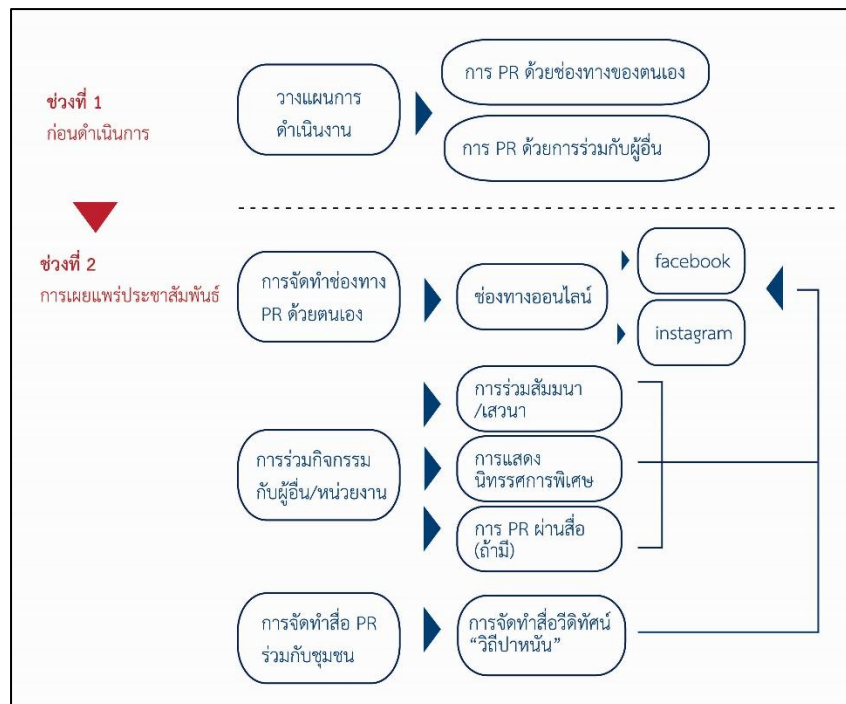 ช่วงที่ 1
ก่อนดำเนินการ
วางแผนการ
ดำเนินงาน
การ PR ด้วยช่องทางของตนเอง
การ PR ด้วยการร่วมกับผู้อื่น
ช่วงที่ 2
การเผยแพร่ประชาสัมพันธ์
การจัดทำช่องทาง
PR ด้วยตนเอง
ช่องทางออนไลน์
facebook
instagram
การร่วมกิจกรรม
กับผู้อื่น/หน่วยงาน
การร่วมสัมมนา
/เสวนา
การแสดง
นิทรรศการพิเศษ
การ PR ผ่านสื่อ
(ถ้ามี)
การจัดทำสื่อ PR
ร่วมกับชุมชน
การจัดทำสื่อวีดิทัศน์
“วิถีปาหนัน”